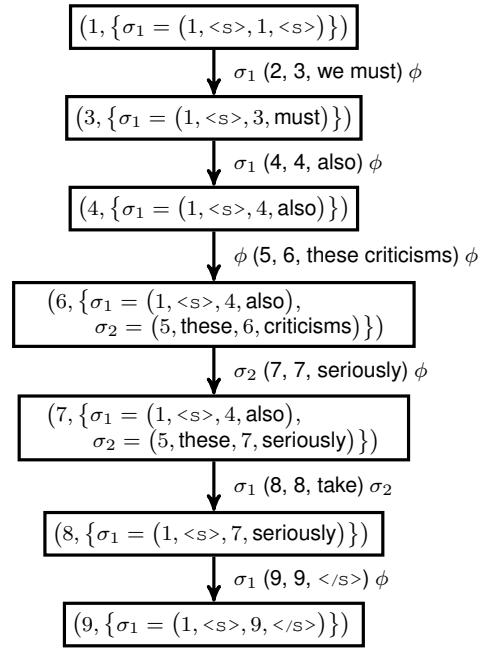 (1, {σ₁ = (1, <s>, 1, <s>)})
σ₁ (2, 3, we must) ϕ
(3, {σ₁ = (1, <s>, 3, must)})
σ₁ (4, 4, also) ϕ
(4, {σ₁ = (1, <s>, 4, also)})
ϕ (5, 6, these criticisms) ϕ
(6, {σ₁ = (1, <s>, 4, also),
σ₂ = (5, these, 6, criticisms)})
σ₂ (7, 7, seriously) ϕ
(7, {σ₁ = (1, <s>, 4, also),
σ₂ = (5, these, 7, seriously)})
σ₁ (8, 8, take) σ₂
(8, {σ₁ = (1, <s>, 7, seriously)})
σ₁ (9, 9, </s>) ϕ
(9, {σ₁ = (1, <s>, 9, </s>)})